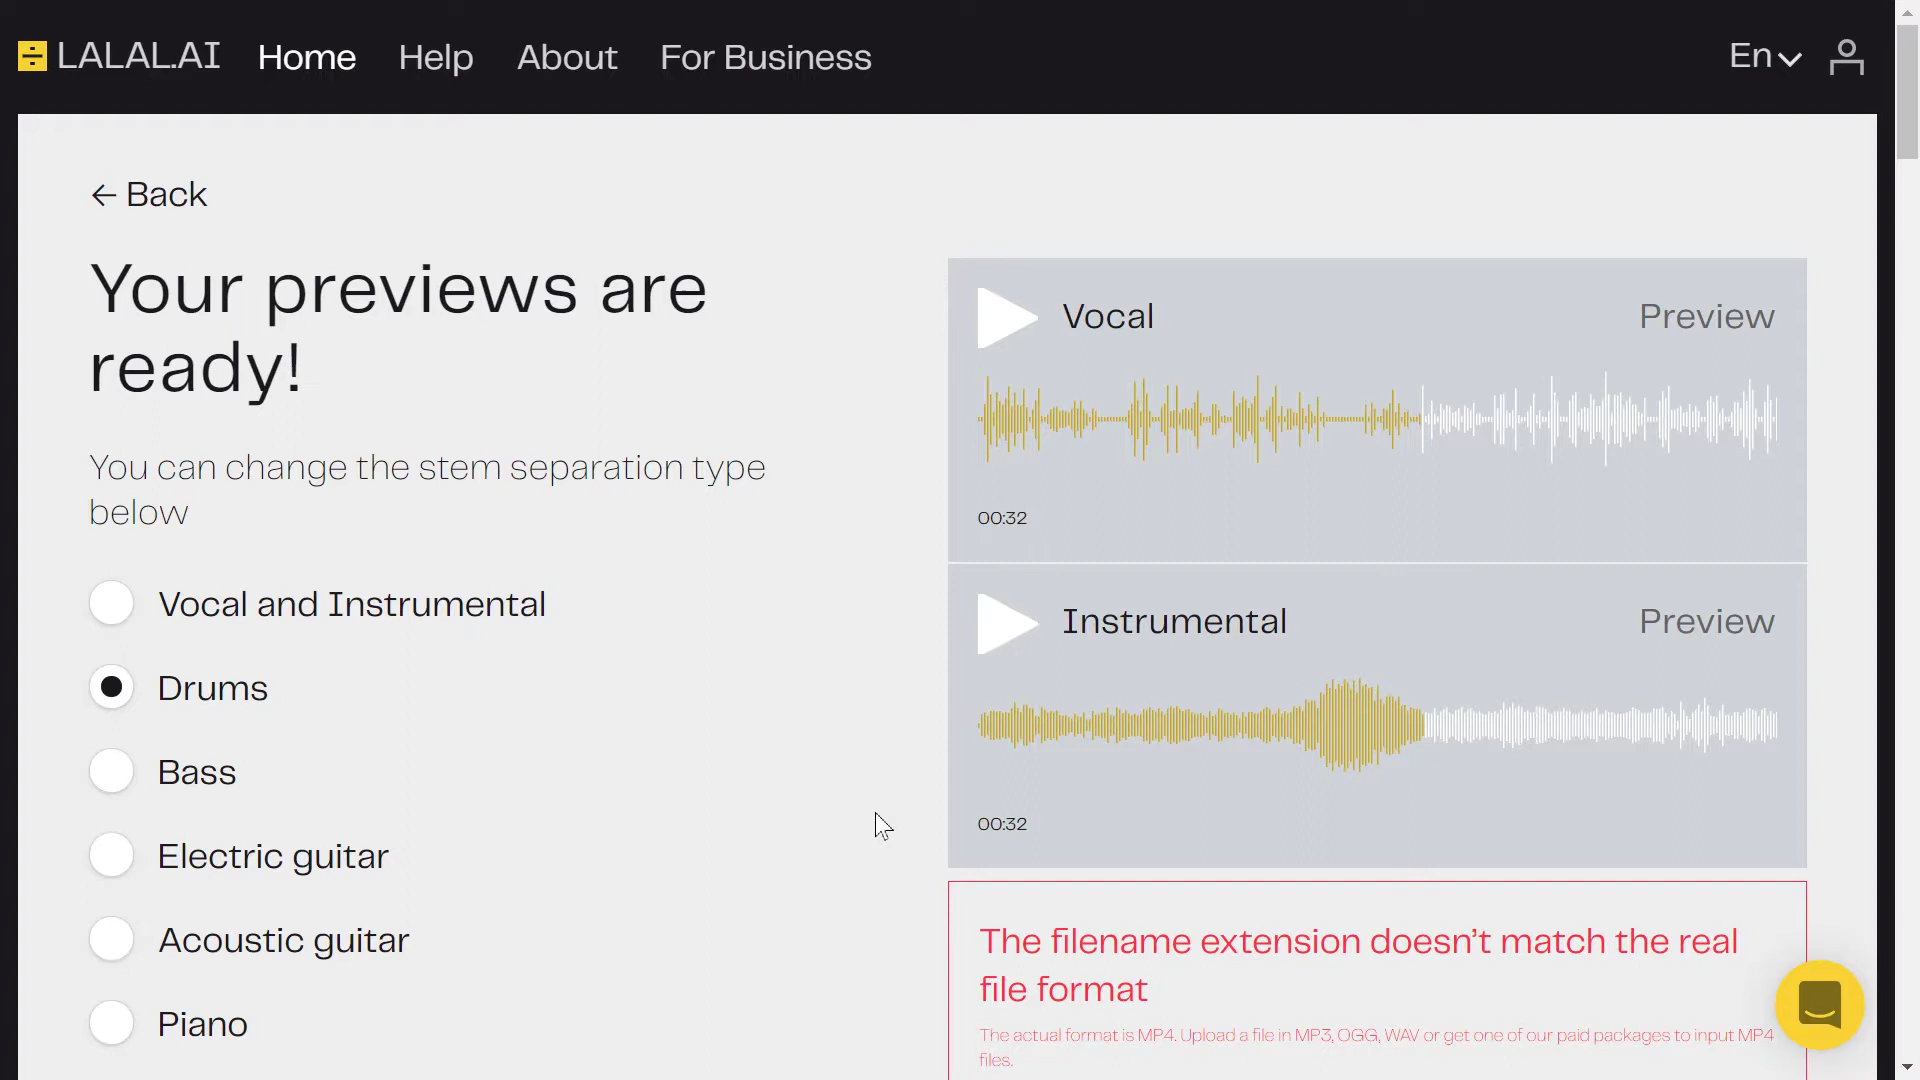 LALAL.AI Home Help About For Business En
← Back
Your previews are
ready!
You can change the stem separation type
below
Vocal and Instrumental
Drums
Bass
Electric guitar
Acoustic guitar
Piano
Vocal Preview
00:32
Instrumental Preview
00:32
The filename extension doesn’t match the real
file format
The actual format is MP4. Upload a file in MP3, OGG, WAV or get one of our paid packages to input MP4
files.